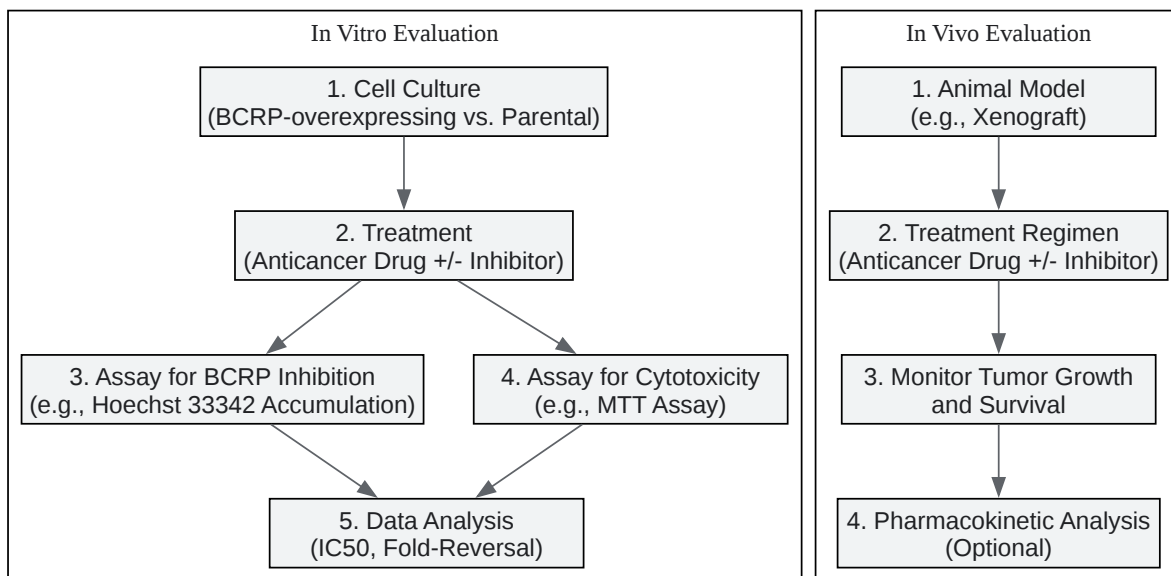 In Vitro Evaluation
1. Cell Culture
(BCRP-overexpressing vs. Parental)
2. Treatment
(Anticancer Drug +/- Inhibitor)
3. Assay for BCRP Inhibition
(e.g., Hoechst 33342 Accumulation)
4. Assay for Cytotoxicity
(e.g., MTT Assay)
5. Data Analysis
(IC50, Fold-Reversal)
In Vivo Evaluation
1. Animal Model
(e.g., Xenograft)
2. Treatment Regimen
(Anticancer Drug +/- Inhibitor)
3. Monitor Tumor Growth
and Survival
4. Pharmacokinetic Analysis
(Optional)